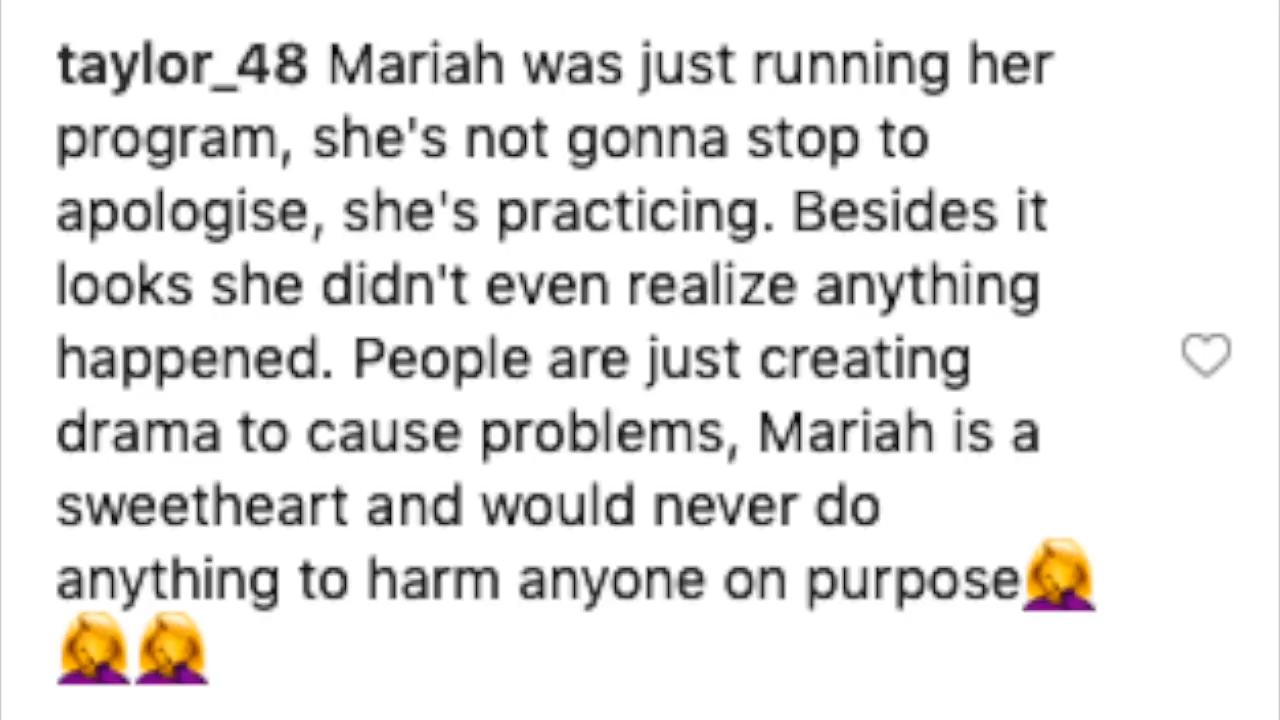 taylor_48 Mariah was just running her
program, she's not gonna stop to
apologise, she's practicing. Besides it
looks she didn't even realize anything
happened. People are just creating
drama to cause problems, Mariah is a
sweetheart and would never do
anything to harm anyone on purpose🤦‍♀️
🤦‍♀️🤦‍♀️